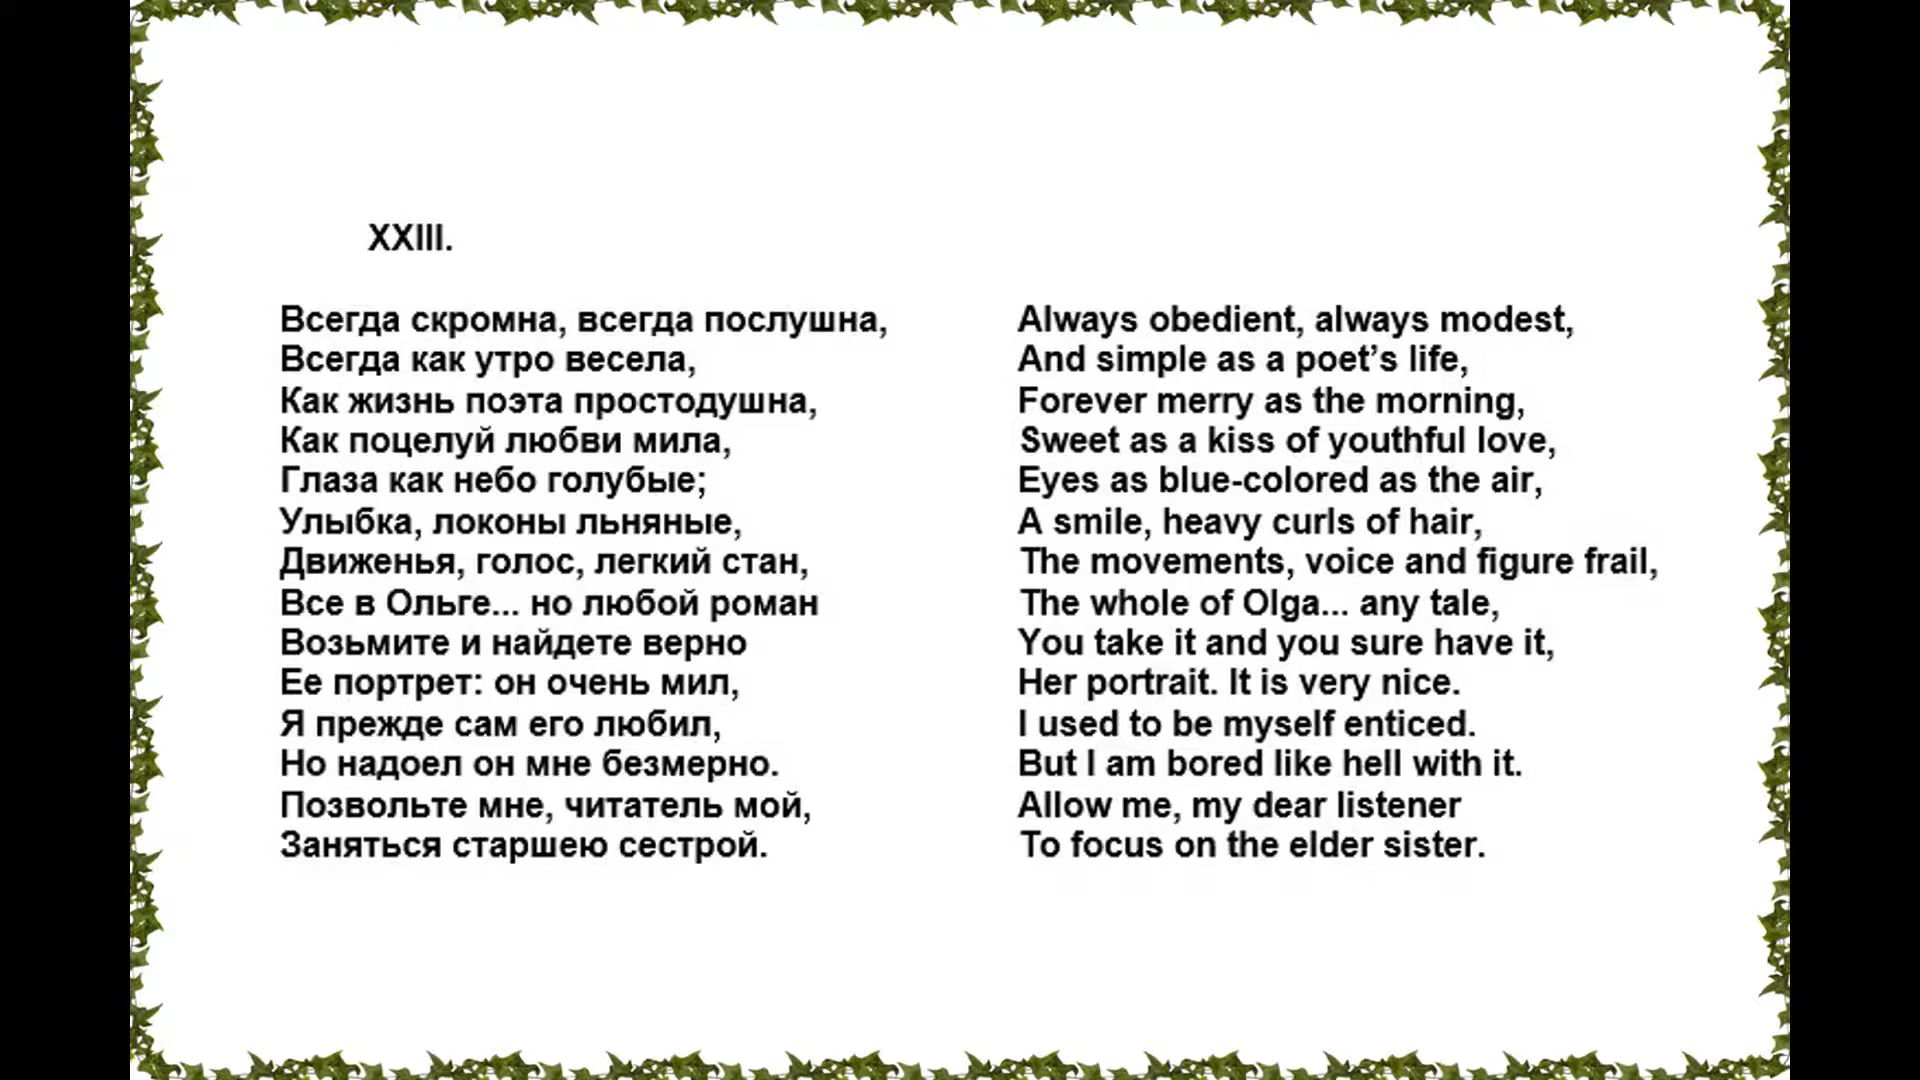 XXIII.
Всегда скромна, всегда послушна,
Всегда как утро весела,
Как жизнь поэта простодушна,
Как поцелуй любви мила,
Глаза как небо голубые;
Улыбка, локоны льняные,
Движенья, голос, легкий стан,
Все в Ольге... но любой роман
Возьмите и найдете верно
Ее портрет: он очень мил,
Я прежде сам его любил,
Но надоел он мне безмерно.
Позвольте мне, читатель мой,
Заняться старшею сестрой.
Always obedient, always modest,
And simple as a poet’s life,
Forever merry as the morning,
Sweet as a kiss of youthful love,
Eyes as blue-colored as the air,
A smile, heavy curls of hair,
The movements, voice and figure frail,
The whole of Olga... any tale,
You take it and you sure have it,
Her portrait. It is very nice.
I used to be myself enticed.
But I am bored like hell with it.
Allow me, my dear listener
To focus on the elder sister.